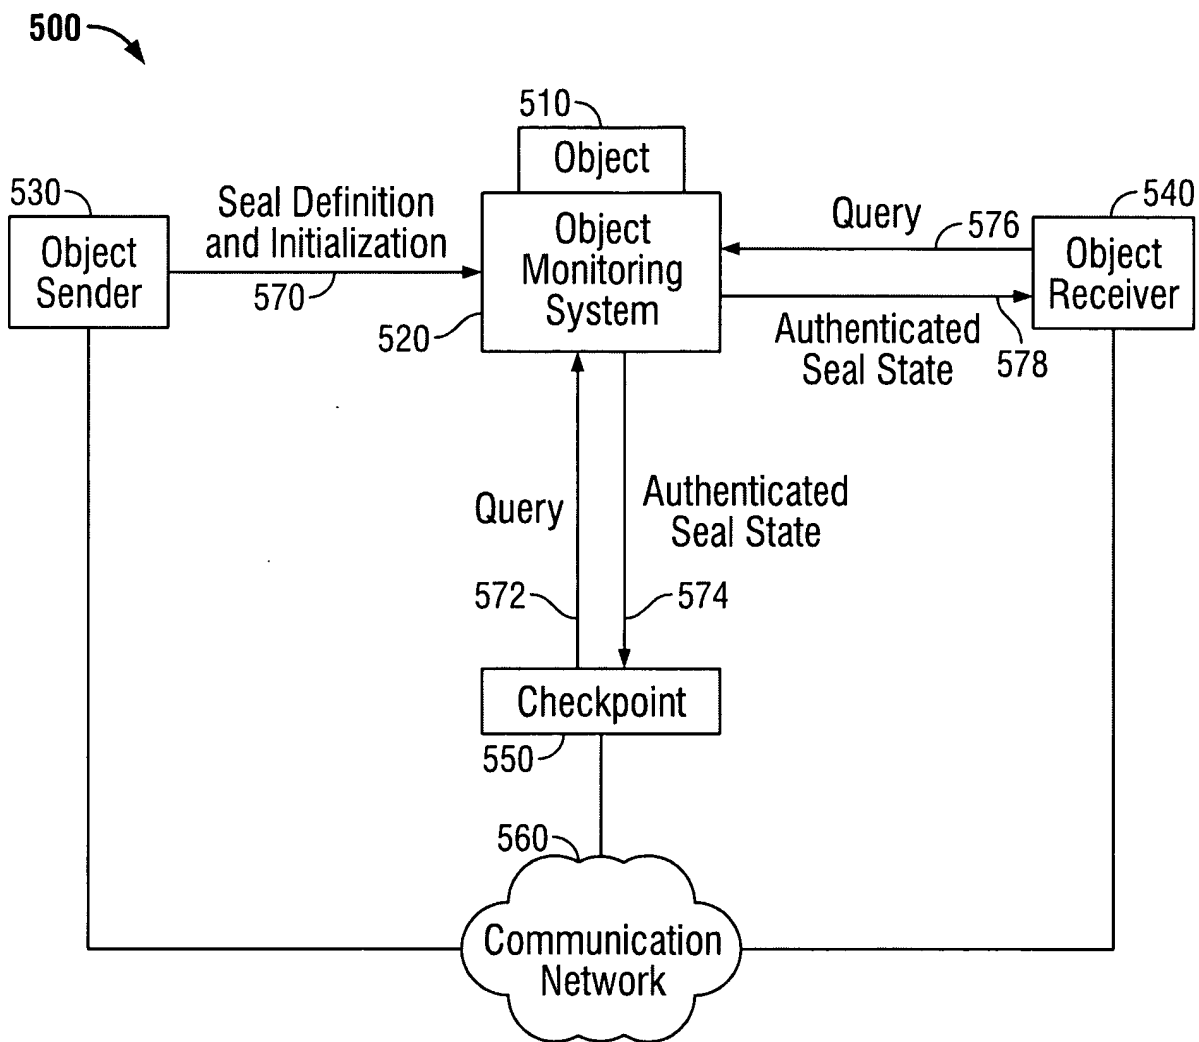 500
510
Object
530
Object
Sender
Seal Definition
and Initialization
570
Object
Monitoring
System
520
Query
576
540
Object
Receiver
Authenticated
Seal State
578
Query
Authenticated
Seal State
572
574
Checkpoint
550
560
Communication
Network